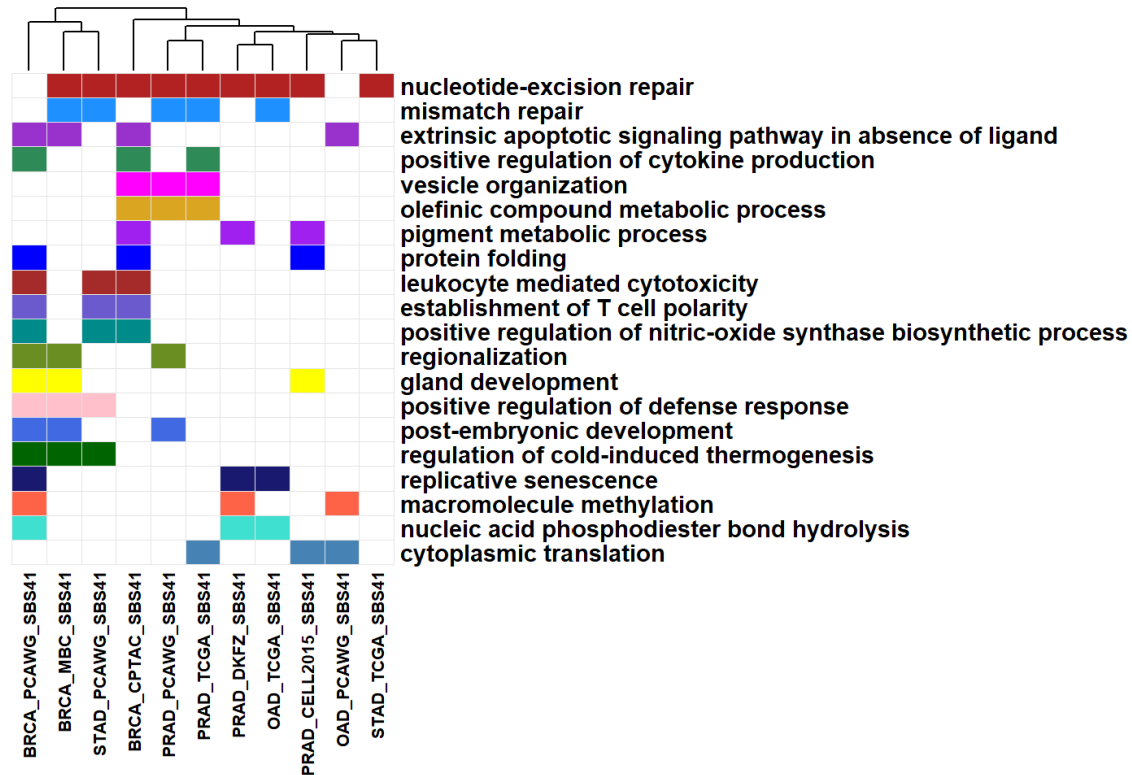 nucleotide-excision repair
mismatch repair
extrinsic apoptotic signaling pathway in absence of ligand
positive regulation of cytokine production
vesicle organization
olefinic compound metabolic process
pigment metabolic process
protein folding
leukocyte mediated cytotoxicity
establishment of T cell polarity
positive regulation of nitric-oxide synthase biosynthetic process
regionalization
gland development
positive regulation of defense response
post-embryonic development
regulation of cold-induced thermogenesis
replicative senescence
macromolecule methylation
nucleic acid phosphodiester bond hydrolysis
cytoplasmic translation
BRCA_PCAWG_SBS41
BRCA_MBC_SBS41
STAD_PCAWG_SBS41
BRCA_CPTAC_SBS41
PRAD_PCAWG_SBS41
PRAD_TCGA_SBS41
PRAD_DKFZ_SBS41
OAD_TCGA_SBS41
PRAD_CELL2015_SBS41
OAD_PCAWG_SBS41
STAD_TCGA_SBS41